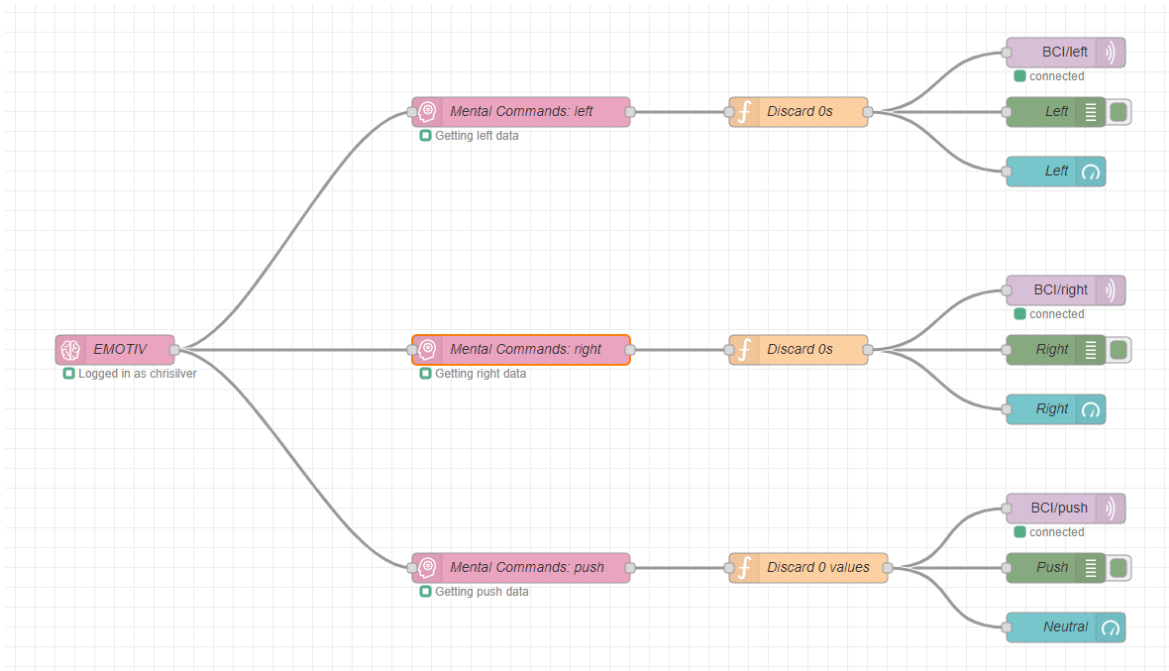 BCI/left
connected
Mental Commands: left
Discard 0s
Left
Getting left data
Left
BCI/right
connected
EMOTIV
Mental Commands: right
Discard 0s
Right
Logged in as chrisilver
Getting right data
Right
BCI/push
connected
Mental Commands: push
Discard 0 values
Push
Getting push data
Neutral